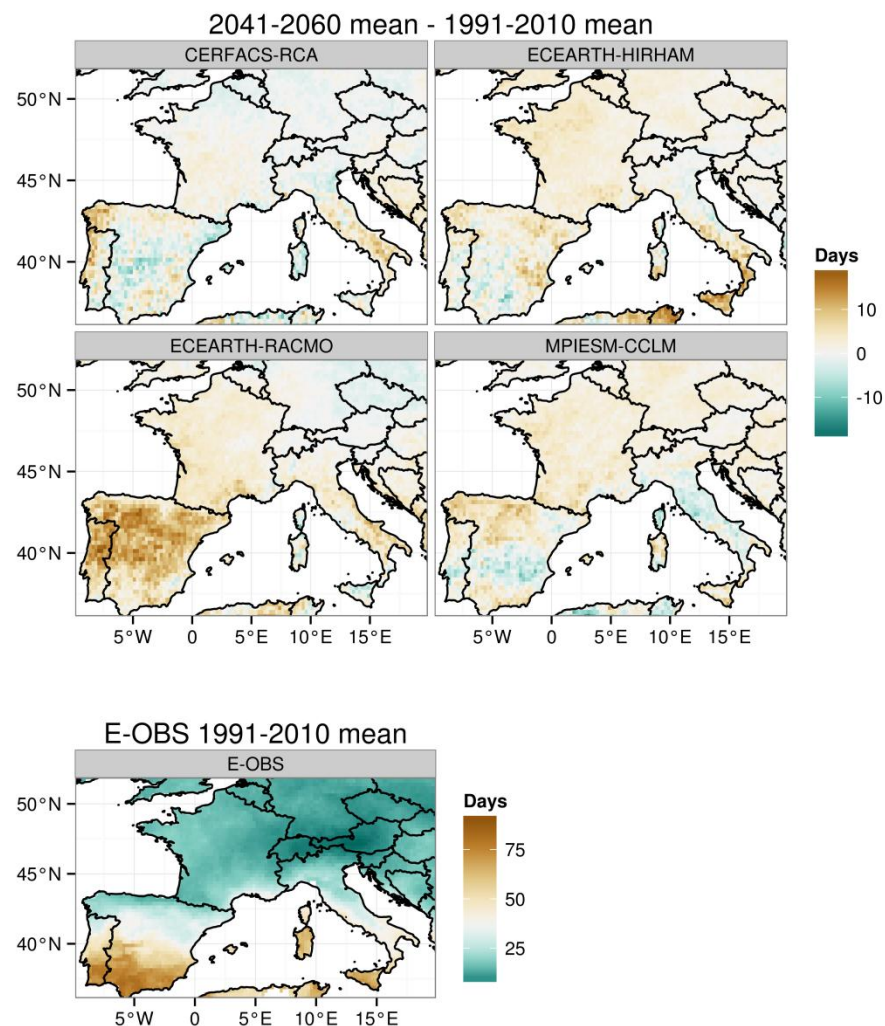 2041-2060 mean - 1991-2010 mean
CERFACS-RCA
ECEARTH-HIRHAM
50°N
45°N
40°N
ECEARTH-RACMO
MPIESM-CCLM
50°N
45°N
40°N
5°W 0 5°E 10°E 15°E
5°W 0 5°E 10°E 15°E
Days
10
0
-10
E-OBS 1991-2010 mean
E-OBS
50°N
45°N
40°N
5°W 0 5°E 10°E 15°E
Days
75
50
25